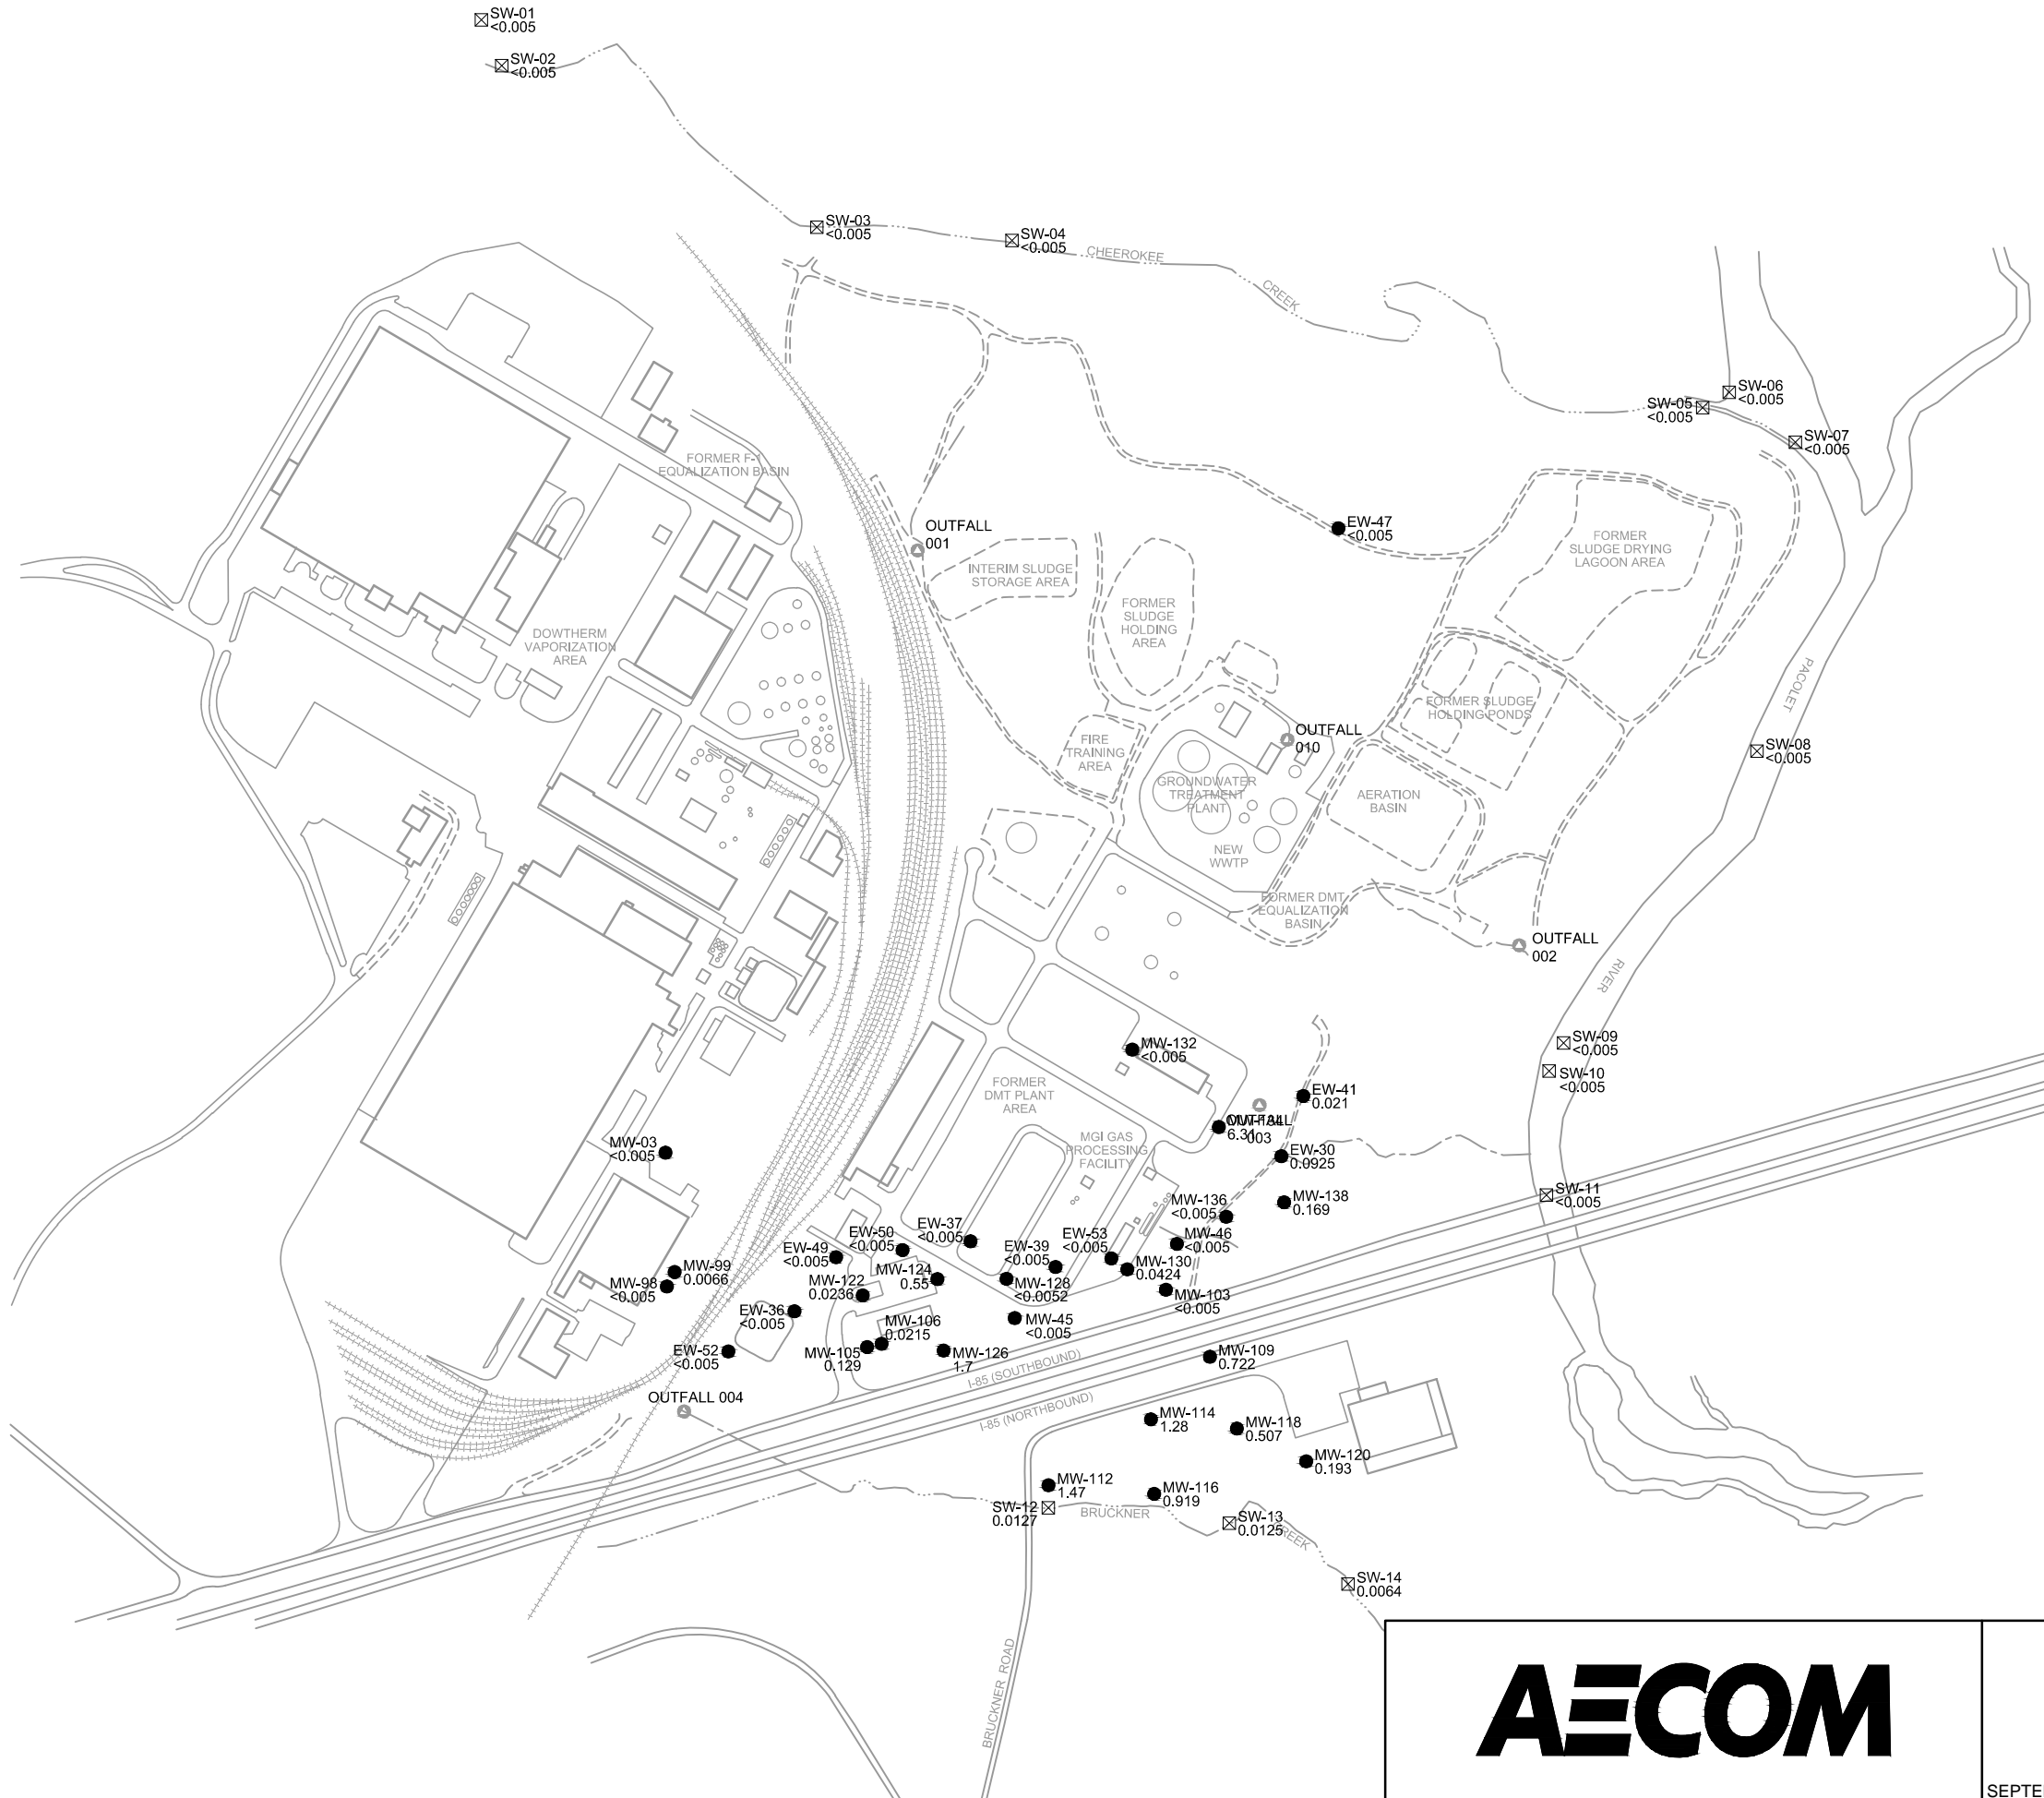 SW-01
<0.005
SW-02
<0.005
SW-03
<0.005
SW-04
<0.005
CHEEROKEE
CREEK
SW-06
<0.005
SW-05
<0.005
SW-07
<0.005
FORMER F-1
EQUALIZATION BASIN
OUTFALL
001
EW-47
<0.005
FORMER
SLUDGE DRYING
LAGOON AREA
INTERIM SLUDGE
STORAGE AREA
FORMER
SLUDGE
HOLDING
AREA
DOWTHERM
VAPORIZATION
AREA
PACOLET
FORMER SLUDGE
HOLDING PONDS
OUTFALL
010
FIRE
TRAINING
AREA
SW-08
<0.005
GROUNDWATER
TREATMENT
PLANT
AERATION
BASIN
NEW
WWTP
FORMER DMT
EQUALIZATION
BASIN
OUTFALL
002
RIVER
SW-09
<0.005
SW-10
<0.005
MW-132
<0.005
FORMER
DMT PLANT
AREA
EW-41
0.021
MW-134
6.31
OUTFALL
003
MGI GAS
PROCESSING
FACILITY
MW-03
<0.005
EW-30
0.0925
SW-11
<0.005
MW-138
0.169
MW-136
<0.005
EW-37
<0.005
EW-50
<0.005
EW-49
<0.005
EW-53
<0.005
MW-46
<0.005
EW-39
<0.005
MW-99
0.0066
MW-98
<0.005
MW-124
0.55
MW-122
0.0236
MW-128
<0.0052
MW-130
0.0424
MW-103
<0.005
EW-36
<0.005
MW-45
<0.005
MW-106
0.0215
MW-105
0.129
EW-52
<0.005
MW-126
1.7
I-85 (SOUTHBOUND)
MW-109
0.722
OUTFALL 004
I-85 (NORTHBOUND)
MW-114
1.28
MW-118
0.507
MW-120
0.193
MW-112
1.47
MW-116
0.919
SW-12
0.0127
BRUCKNER
SW-13
0.0125
CREEK
SW-14
0.0064
BRUCKNER ROAD
AECOM